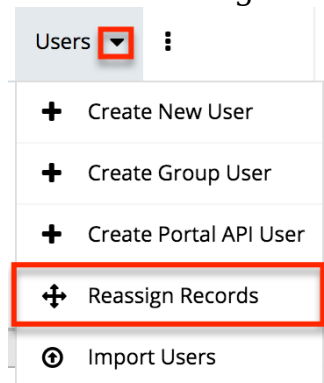 Users
Create New User
Create Group User
Create Portal API User
Reassign Records
Import Users